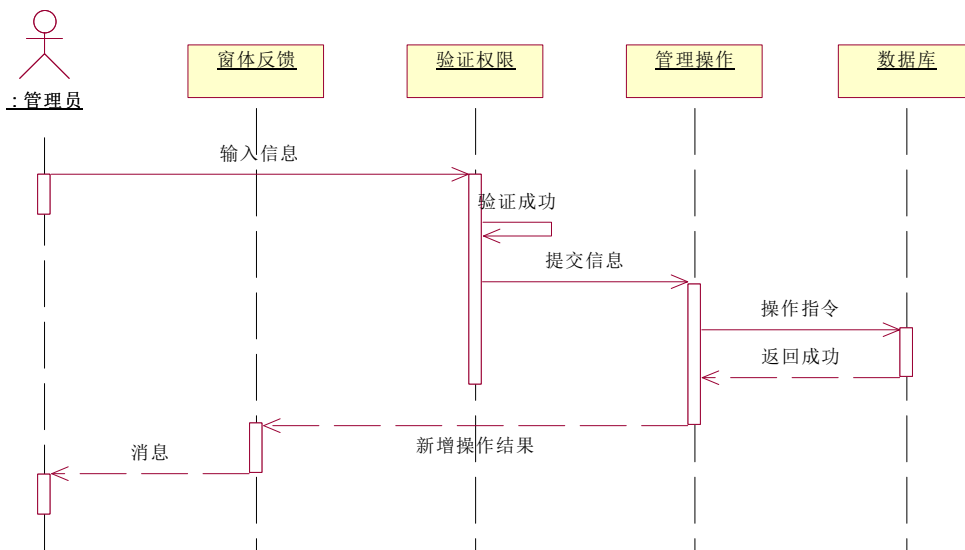 窗体反馈
验证权限
管理操作
数据库
:管理员
输入信息
验证成功
提交信息
操作指令
返回成功
新增操作结果
消息